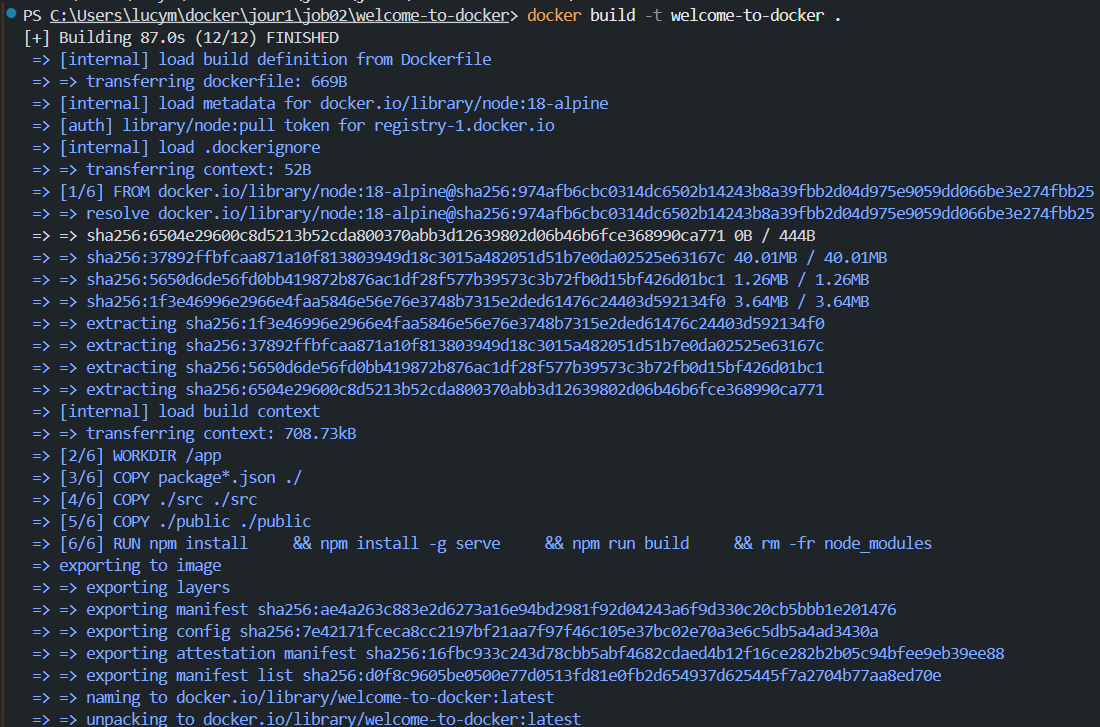 PS C:\Users\lucym\docker\jour1\job02\welcome-to-docker> docker build -t welcome-to-docker .
[+] Building 87.0s (12/12) FINISHED
=> [internal] load build definition from Dockerfile
=> => transferring dockerfile: 669B
=> [internal] load metadata for docker.io/library/node:18-alpine
=> [auth] library/node:pull token for registry-1.docker.io
=> [internal] load .dockerignore
=> => transferring context: 52B
=> [1/6] FROM docker.io/library/node:18-alpine@sha256:974afb6cbc0314dc6502b14243b8a39fbb2d04d975e9059dd066be3e274fbb25
=> => resolve docker.io/library/node:18-alpine@sha256:974afb6cbc0314dc6502b14243b8a39fbb2d04d975e9059dd066be3e274fbb25
=> => sha256:6504e29600c8d5213b52cda800370abb3d12639802d06b46b6fce368990ca771 0B / 444B
=> => sha256:37892ffbfcaa871a10f813803949d18c3015a482051d51b7e0da02525e63167c 40.01MB / 40.01MB
=> => sha256:5650d6de56fd0bb419872b876ac1df28f577b39573c3b72fb0d15bf426d01bc1 1.26MB / 1.26MB
=> => sha256:1f3e46996e2966e4faa5846e56e76e3748b7315e2ded61476c24403d592134f0 3.64MB / 3.64MB
=> => extracting sha256:1f3e46996e2966e4faa5846e56e76e3748b7315e2ded61476c24403d592134f0
=> => extracting sha256:37892ffbfcaa871a10f813803949d18c3015a482051d51b7e0da02525e63167c
=> => extracting sha256:5650d6de56fd0bb419872b876ac1df28f577b39573c3b72fb0d15bf426d01bc1
=> => extracting sha256:6504e29600c8d5213b52cda800370abb3d12639802d06b46b6fce368990ca771
=> [internal] load build context
=> => transferring context: 708.73kB
=> [2/6] WORKDIR /app
=> [3/6] COPY package*.json ./
=> [4/6] COPY ./src ./src
=> [5/6] COPY ./public ./public
=> [6/6] RUN npm install     && npm install -g serve     && npm run build     && rm -fr node_modules
=> exporting to image
=> => exporting layers
=> => exporting manifest sha256:ae4a263c883e2d6273a16e94bd2981f92d04243a6f9d330c20cb5bbb1e201476
=> => exporting config sha256:7e42171fceca8cc2197bf21aa7f97f46c105e37bc02e70a3e6c5db5a4ad3430a
=> => exporting attestation manifest sha256:16fbc933c243d78cbb5abf4682cdaed4b12f16ce282b2b05c94bfee9eb39ee88
=> => exporting manifest list sha256:d0f8c9605be0500e77d0513fd81e0fb2d654937d625445f7a2704b77aa8ed70e
=> => naming to docker.io/library/welcome-to-docker:latest
=> => unpacking to docker.io/library/welcome-to-docker:latest